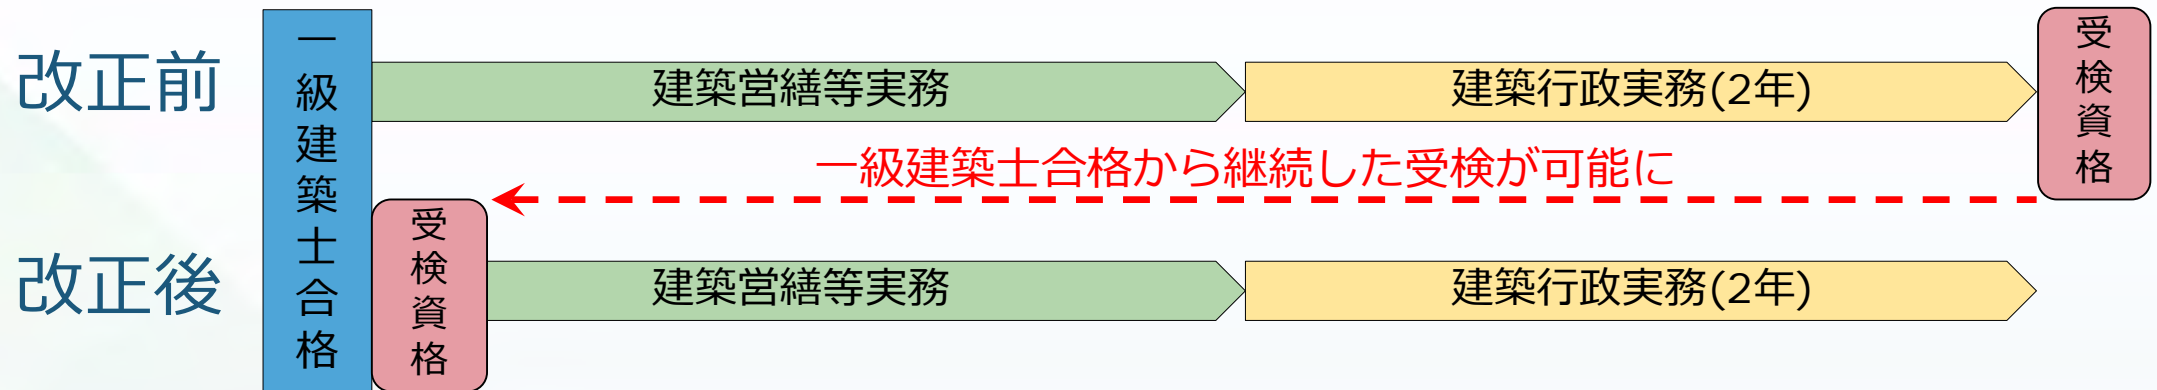 改正前
一級建築士合格
建築営繕等実務
建築行政実務(2年)
受検資格
一級建築士合格から継続した受検が可能に
改正後
受検資格
建築営繕等実務
建築行政実務(2年)